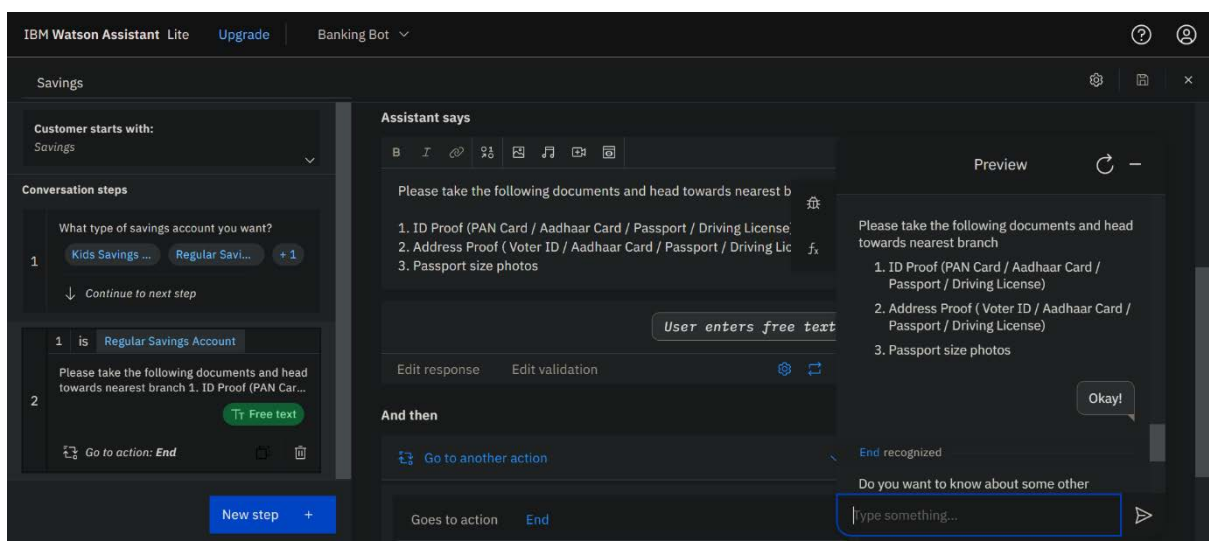 IBM Watson Assistant Lite Upgrade Banking Bot
Savings
Customer starts with:
Savings
Conversation steps
1
What type of savings account you want?
Kids Savings ... Regular Savi... + 1
Continue to next step
2
1 is Regular Savings Account
Please take the following documents and head
towards nearest branch 1. ID Proof (PAN Car...
Tт Free text
Go to action: End
New step +
Assistant says
B I
Please take the following documents and head towards nearest b
1. ID Proof (PAN Card / Aadhaar Card / Passport / Driving License
2. Address Proof ( Voter ID / Aadhaar Card / Passport / Driving Lic
3. Passport size photos
fx
User enters free text
Edit response Edit validation
And then
Go to another action
Goes to action End
Preview
Please take the following documents and head
towards nearest branch
1. ID Proof (PAN Card / Aadhaar Card /
Passport / Driving License)
2. Address Proof ( Voter ID / Aadhaar Card /
Passport / Driving License)
3. Passport size photos
Okay!
End recognized
Do you want to know about some other
Type something...